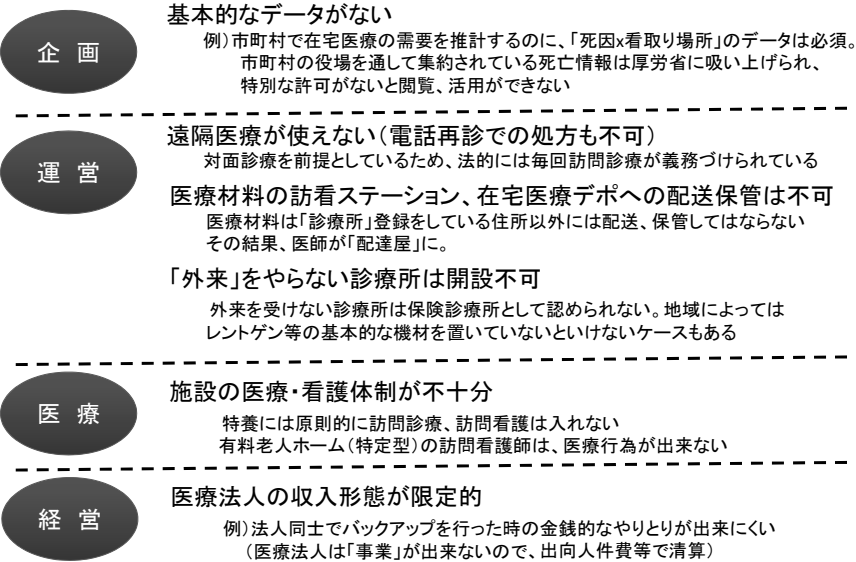 企 画
基本的なデータがない
例)市町村で在宅医療の需要を推計するのに、「死因x看取り場所」のデータは必須。
市町村の役場を通して集約されている死亡情報は厚労省に吸い上げられ、
特別な許可がないと閲覧、活用ができない
運 営
遠隔医療が使えない(電話再診での処方も不可)
対面診療を前提としているため、法的には毎回訪問診療が義務づけられている
医療材料の訪看ステーション、在宅医療デポへの配送保管は不可
医療材料は「診療所」登録をしている住所以外には配送、保管してはならない
その結果、医師が「配達屋」に。
「外来」をやらない診療所は開設不可
外来を受けない診療所は保険診療所として認められない。地域によっては
レントゲン等の基本的な機材を置いていないといけないケースもある
医 療
施設の医療・看護体制が不十分
特養には原則的に訪問診療、訪問看護は入れない
有料老人ホーム(特定型)の訪問看護師は、医療行為が出来ない
経 営
医療法人の収入形態が限定的
例)法人同士でバックアップを行った時の金銭的なやりとりが出来にくい
(医療法人は「事業」が出来ないので、出向人件費等で清算)